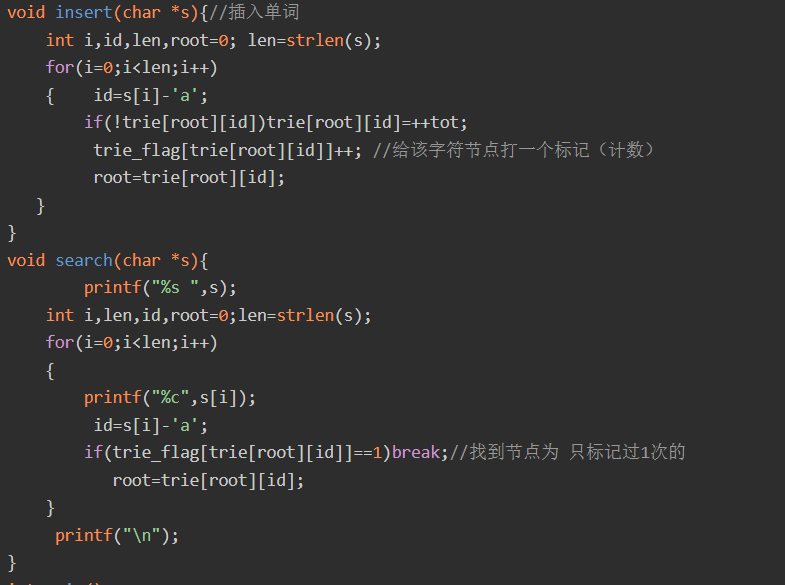 void insert(char *s){//插入单词
    int i,id,len,root=0; len=strlen(s);
    for(i=0;i<len;i++)
    {    id=s[i]-'a';
        if(!trie[root][id])trie[root][id]=++tot;
         trie_flag[trie[root][id]]++; //给该字符节点打一个标记（计数）
         root=trie[root][id];
   }
}
void search(char *s){
        printf("%s ",s);
    int i,len,id,root=0;len=strlen(s);
    for(i=0;i<len;i++)
    {
        printf("%c",s[i]);
         id=s[i]-'a';
        if(trie_flag[trie[root][id]]==1)break;//找到节点为 只标记过1次的
           root=trie[root][id];
    }
     printf("\n");
}